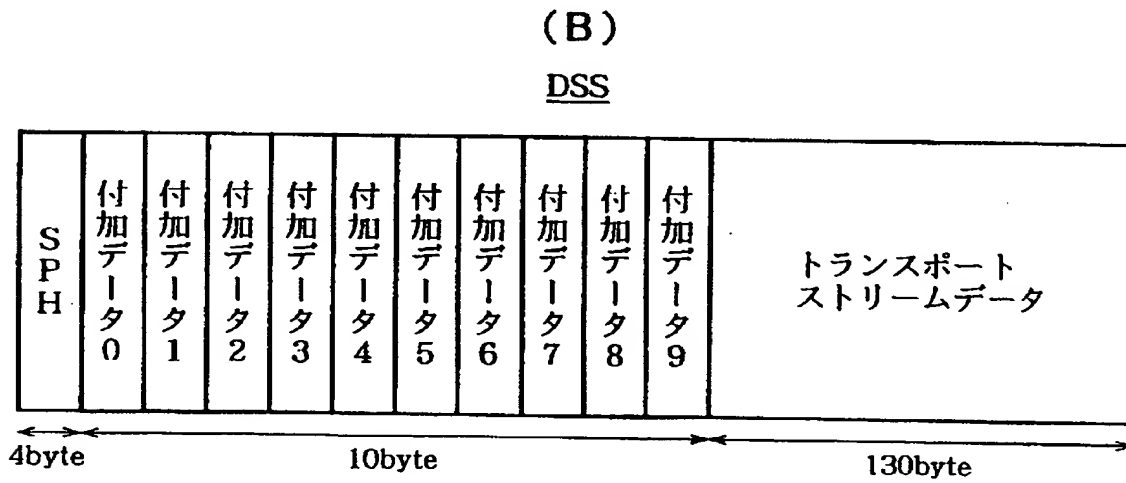 (B)
DSS
SPH
付加データ0
付加データ1
付加データ2
付加データ3
付加データ4
付加データ5
付加データ6
付加データ7
付加データ8
付加データ9
トランスポート
ストリームデータ
4byte
10byte
130byte